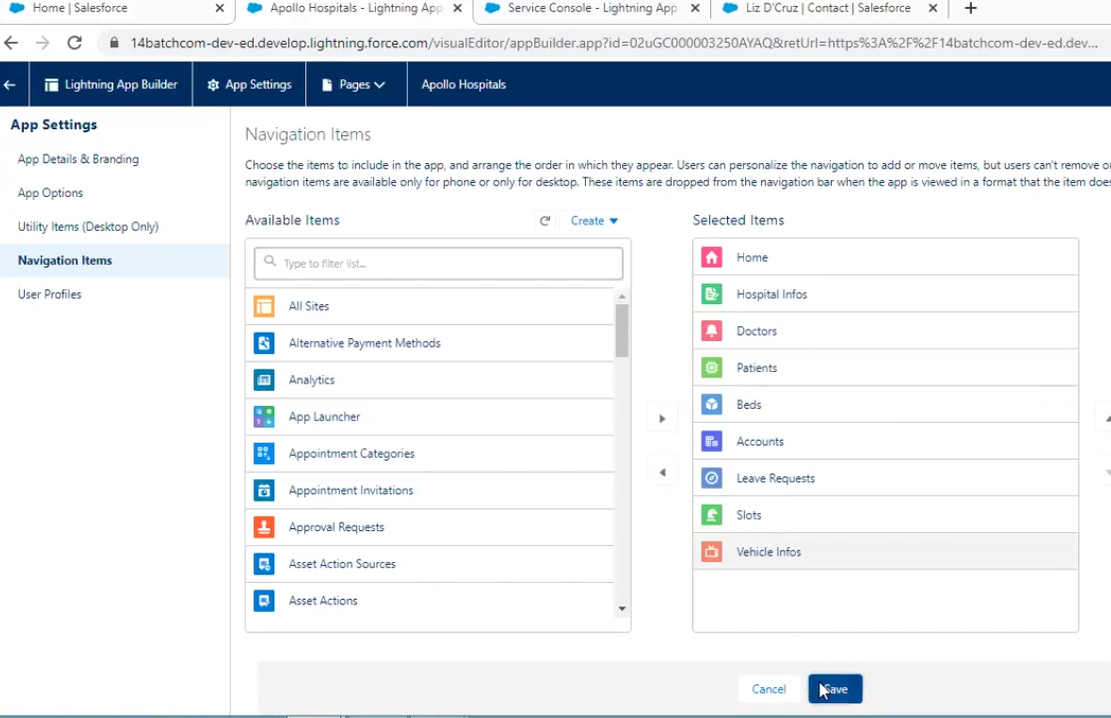 Home | Salesforce
Apollo Hospitals - Lightning App
Service Console - Lightning App
Liz D'Cruz | Contact | Salesforce
14batchcom-dev-ed.develop.lightning.force.com/visualEditor/appBuilder.app?id=02uGC000003250AYAQ&retUrl=https%3A%2F%2F14batchcom-dev-ed.dev...
Lightning App Builder
App Settings
Pages
Apollo Hospitals
App Settings
App Details & Branding
App Options
Utility Items (Desktop Only)
Navigation Items
User Profiles
Navigation Items
Choose the items to include in the app, and arrange the order in which they appear. Users can personalize the navigation to add or move items, but users can't remove or
navigation items are available only for phone or only for desktop. These items are dropped from the navigation bar when the app is viewed in a format that the item does
Available Items
Create
Type to filter list...
All Sites
Alternative Payment Methods
Analytics
App Launcher
Appointment Categories
Appointment Invitations
Approval Requests
Asset Action Sources
Asset Actions
Selected Items
Home
Hospital Infos
Doctors
Patients
Beds
Accounts
Leave Requests
Slots
Vehicle Infos
Cancel
Save